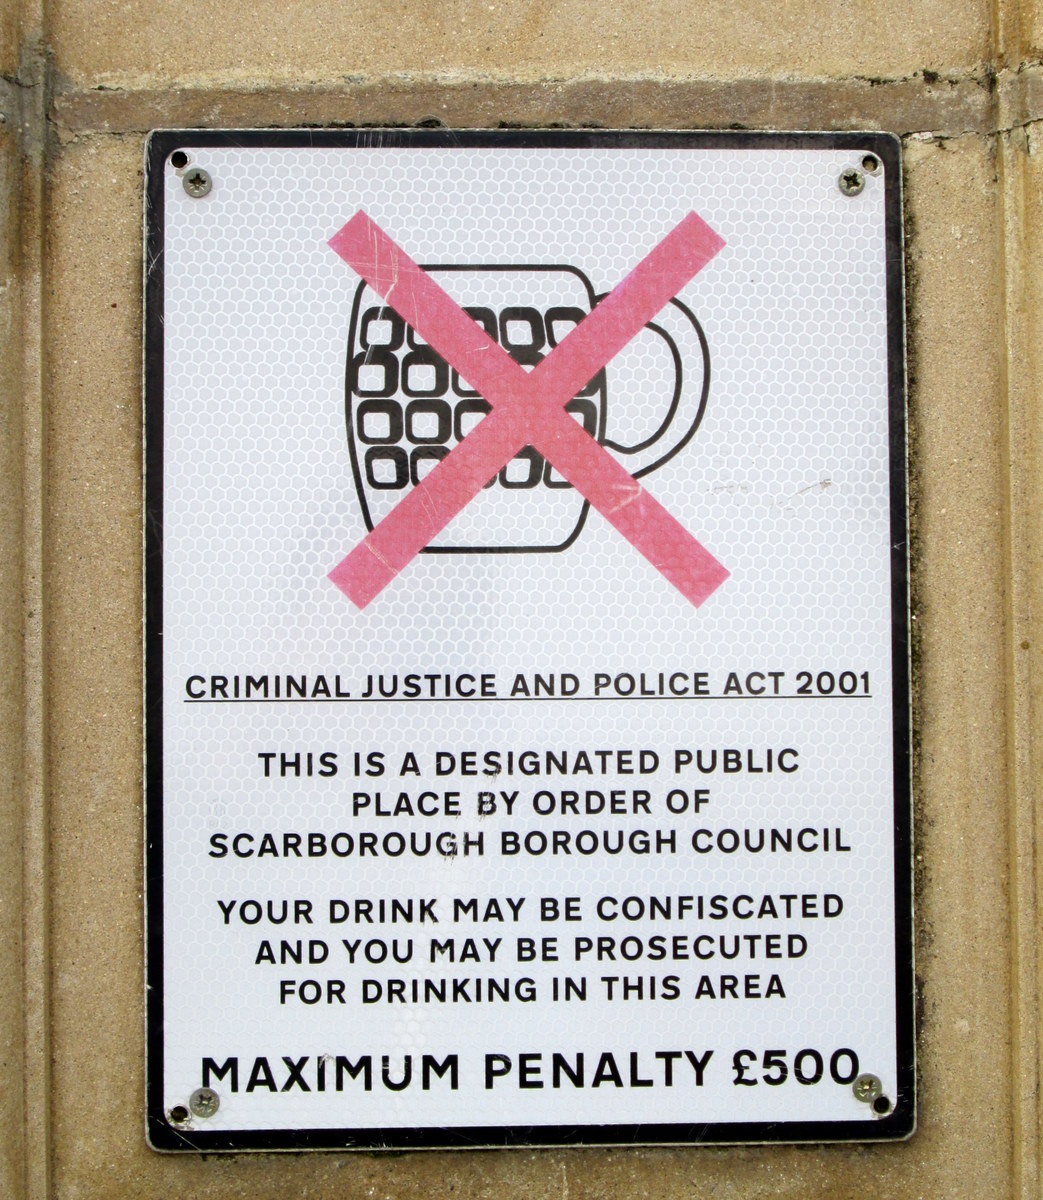 CRIMINAL JUSTICE AND POLICE ACT 2001
THIS IS A DESIGNATED PUBLIC
PLACE BY ORDER OF
SCARBOROUGH BOROUGH COUNCIL
YOUR DRINK MAY BE CONFISCATED
AND YOU MAY BE PROSECUTED
FOR DRINKING IN THIS AREA
MAXIMUM PENALTY £500